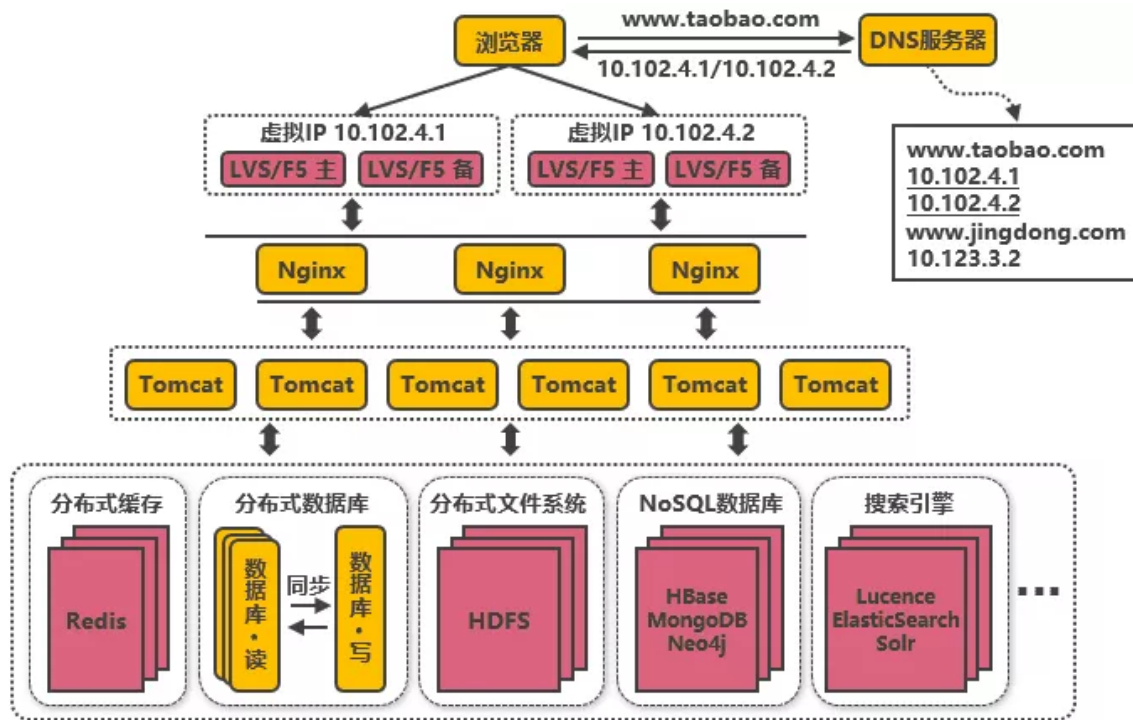 www.taobao.com
浏览器
DNS服务器
10.102.4.1/10.102.4.2
虚拟IP 10.102.4.1
虚拟IP 10.102.4.2
LVS/F5 主
LVS/F5 备
LVS/F5 主
LVS/F5 备
www.taobao.com
10.102.4.1
10.102.4.2
www.jingdong.com
10.123.3.2
Nginx
Nginx
Nginx
Tomcat
Tomcat
Tomcat
Tomcat
Tomcat
Tomcat
分布式缓存
Redis
分布式数据库
数据库·读
同步
数据库·写
分布式文件系统
HDFS
NoSQL数据库
HBase
MongoDB
Neo4j
搜索引擎
Lucence
ElasticSearch
Solr
...